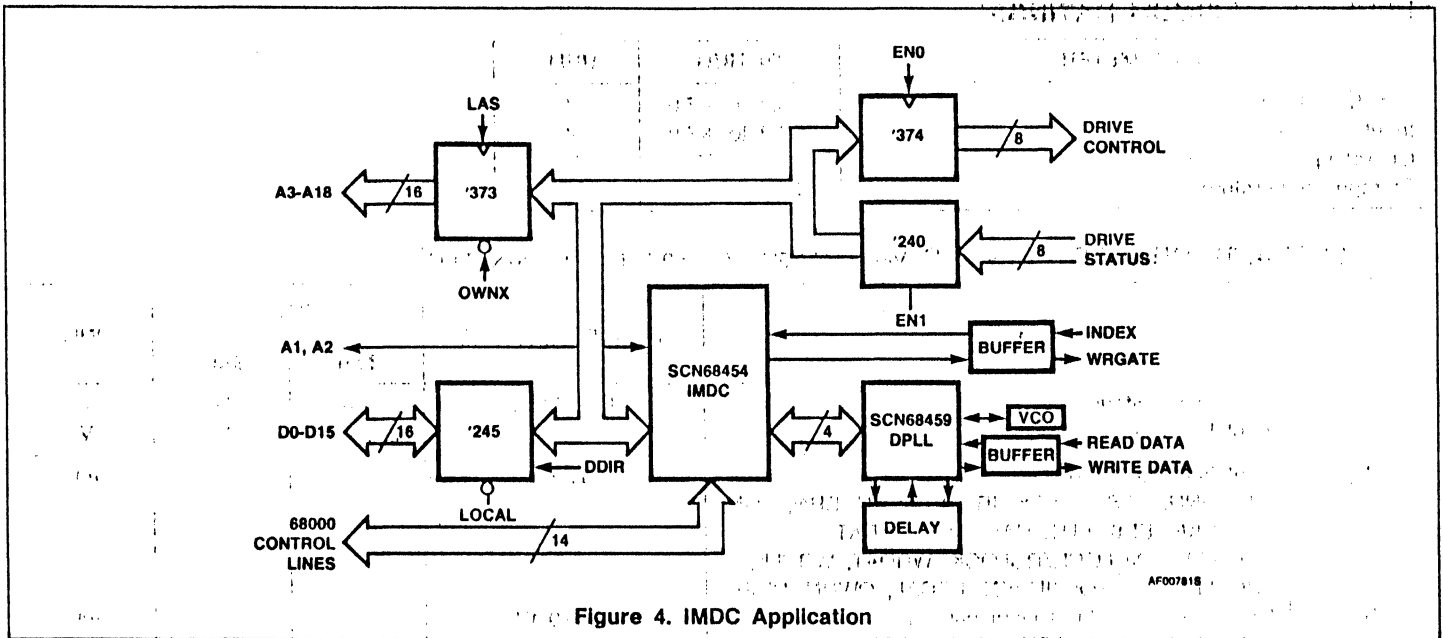 EN0
LAS
'374
8
DRIVE
CONTROL
A3-A18
16
'373
'240
8
DRIVE
STATUS
OWNX
EN1
A1, A2
SCN68454
IMDC
BUFFER
INDEX
WRGATE
D0-D15
16
'245
4
SCN68459
DPLL
VCO
BUFFER
READ DATA
WRITE DATA
DDIR
LOCAL
DELAY
68000
CONTROL
LINES
14
AF00781S
Figure 4. IMDC Application